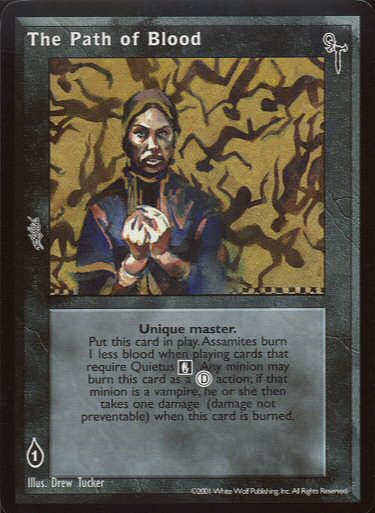 The Path of Blood
Unique master.
Put this card in play. Assamites burn
1 less blood when playing cards that
require Quietus . Any minion may
burn this card as a D action; if that
minion is a vampire, he or she then
takes one damage (damage not
preventable) when this card is burned.
1
Illus. Drew Tucker
©2001 White Wolf Publishing, Inc. All Rights Reserved.